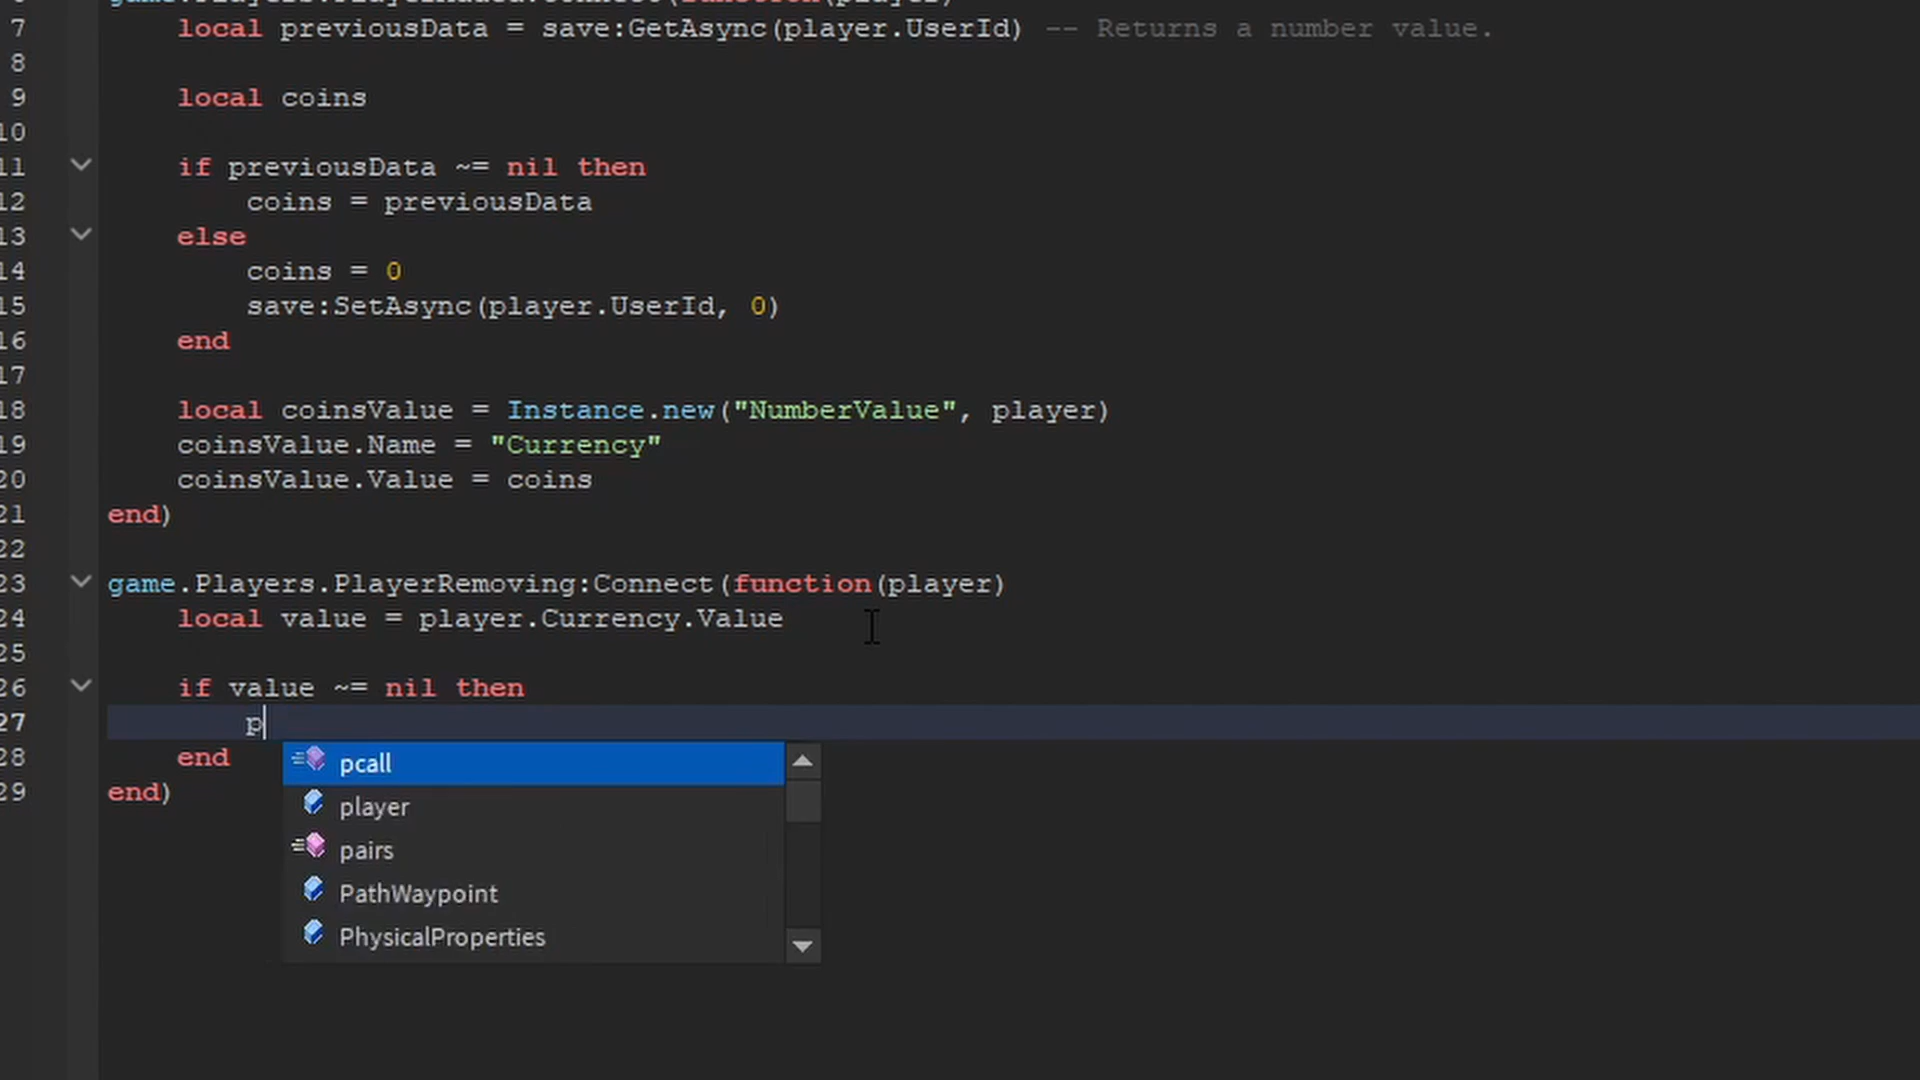 7 local previousData = save:GetAsync(player.UserId) -- Returns a number value.
8
9 local coins
10
11 if previousData ~= nil then
12 coins = previousData
13 else
14 coins = 0
15 save:SetAsync(player.UserId, 0)
16 end
17
18 local coinsValue = Instance.new("NumberValue", player)
19 coinsValue.Name = "Currency"
20 coinsValue.Value = coins
21 end)
22
23 game.Players.PlayerRemoving:Connect(function(player)
24 local value = player.Currency.Value
25
26 if value ~= nil then
27 p
28 end
29 end)
pcall
player
pairs
PathWaypoint
PhysicalProperties